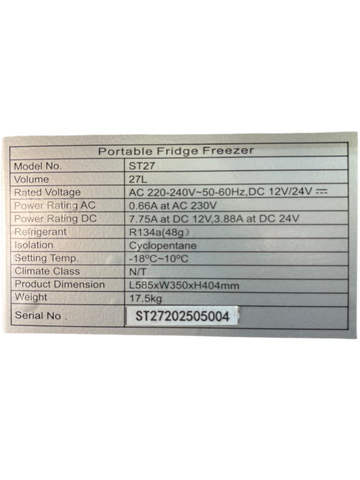 Portable Fridge Freezer
Model No. ST27
Volume 27L
Rated Voltage AC 220-240V~50-60Hz,DC 12V/24V ⎓
Power Rating AC 0.66A at AC 230V
Power Rating DC 7.75A at DC 12V,3.88A at DC 24V
Refrigerant R134a(48g)
Isolation Cyclopentane
Setting Temp. -18ºC~10ºC
Climate Class N/T
Product Dimension L585xW350xH404mm
Weight 17.5kg
Serial No . ST27202505004